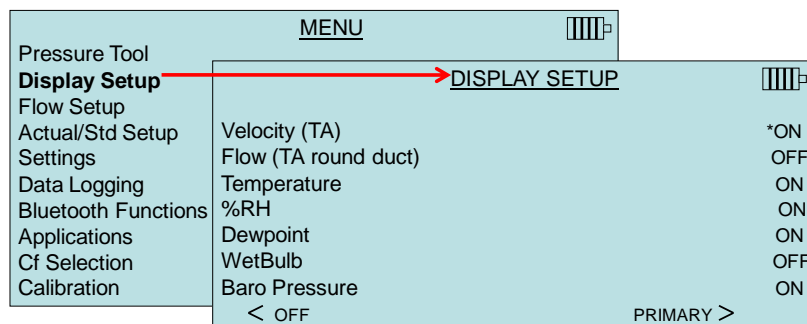 MENU
Pressure Tool
Display Setup
Flow Setup
Actual/Std Setup
Settings
Data Logging
Bluetooth Functions
Applications
Cf Selection
Calibration
DISPLAY SETUP
Velocity (TA) *ON
Flow (TA round duct) OFF
Temperature ON
%RH ON
Dewpoint ON
WetBulb OFF
Baro Pressure ON
< OFF PRIMARY >